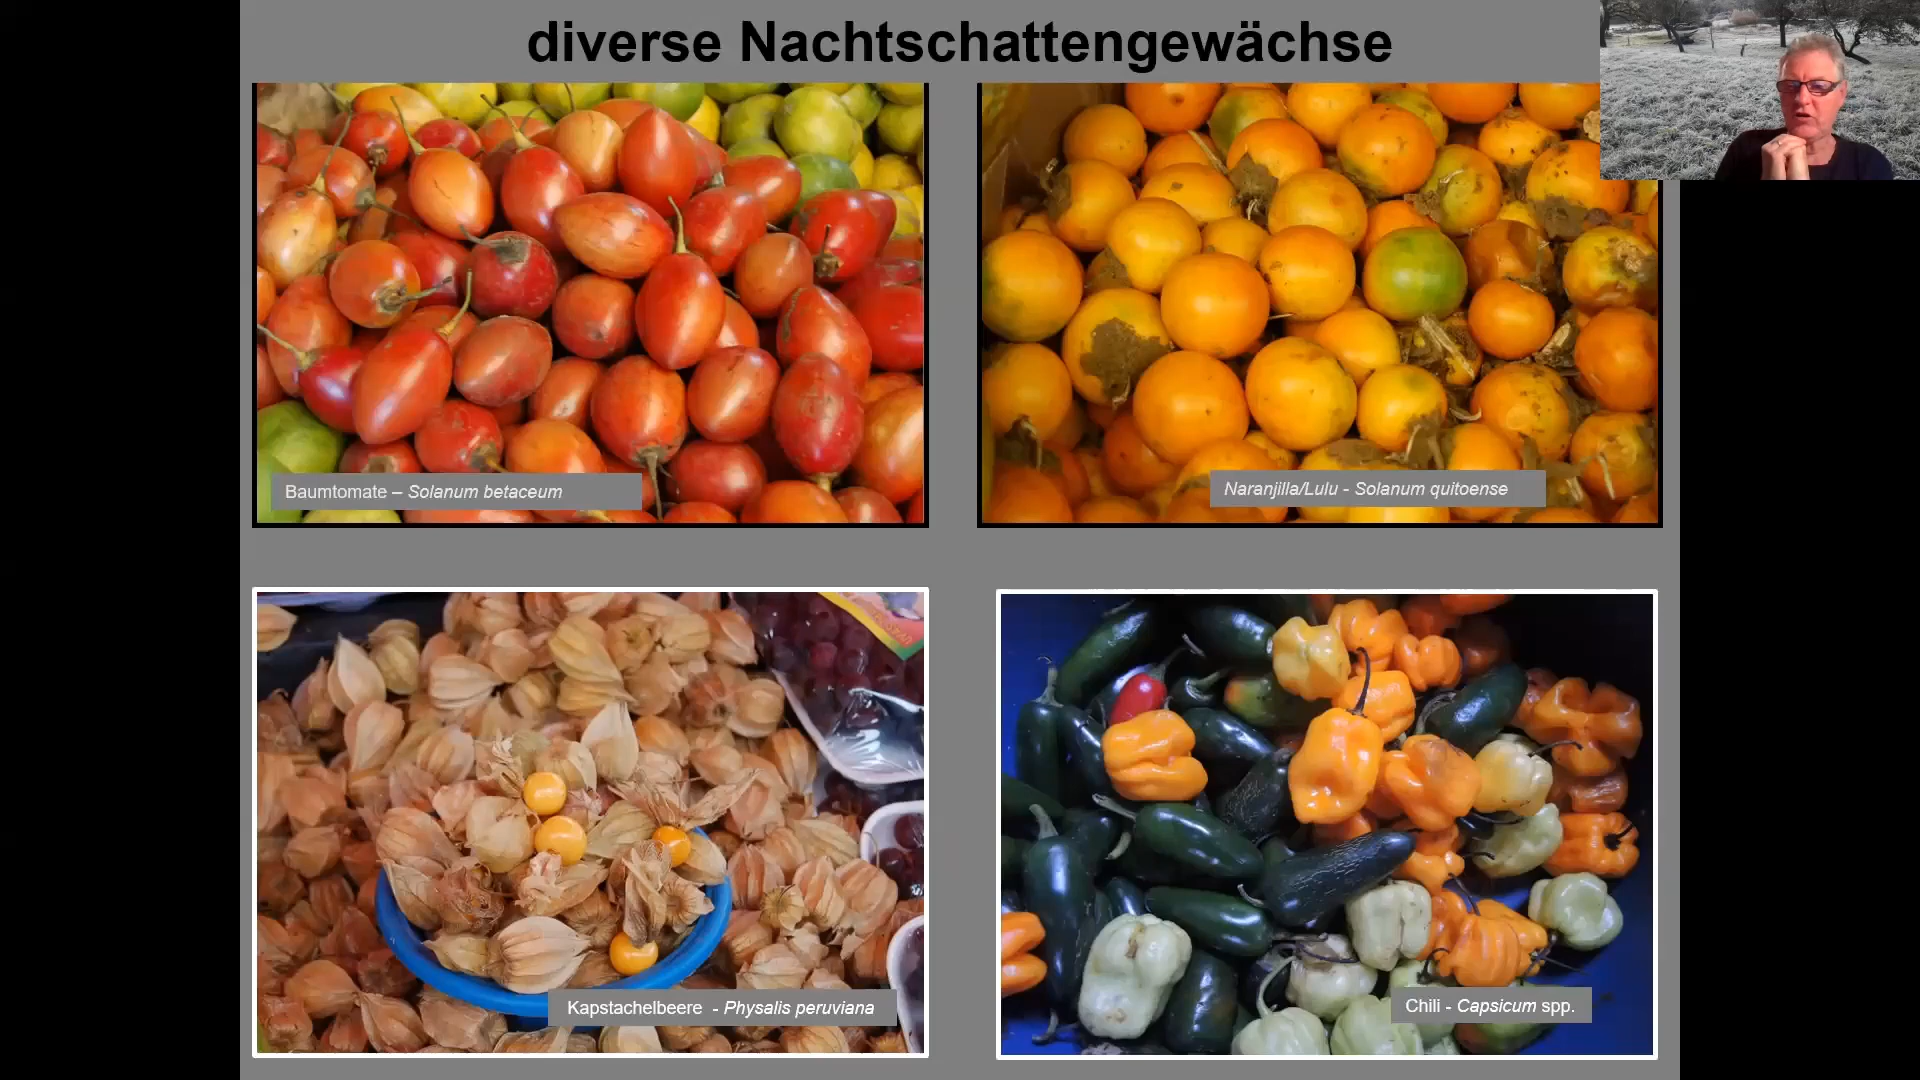 diverse Nachtschattengewächse
Baumtomate – Solanum betaceum
Naranjilla/Lulu - Solanum quitoense
Kapstachelbeere - Physalis peruviana
Chili - Capsicum spp.